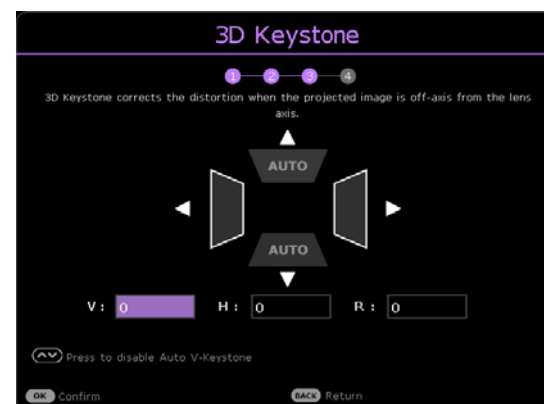 3D Keystone
1 2 3 4
3D Keystone corrects the distortion when the projected image is off-axis from the lens
axis.
AUTO
AUTO
V : 0 H : 0 R : 0
Press to disable Auto V-Keystone
OK Confirm BACK Return